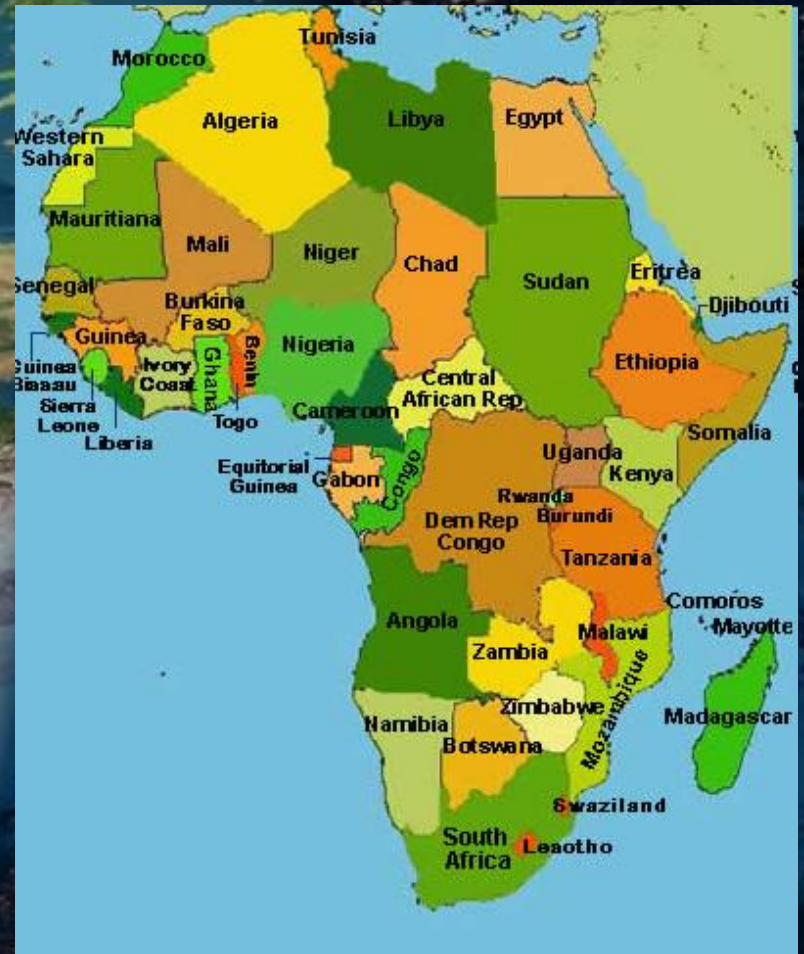 Tunisia
Morocco
Algeria
Libya
Egypt
Western
Sahara
Mauritiana
Mali
Niger
Chad
Sudan
Eritrea
Djibouti
Senegal
Burkina
Faso
Guinea
Nigeria
Benin
Ghana
Ivory
Coast
Guinea
Bissau
Sierra
Leone
Liberia
Togo
Central
African Rep
Ethiopia
Somalia
Cameroon
Equitorial
Guinea
Gabon
Congo
Uganda
Kenya
Rwanda
Burundi
Dem Rep
Congo
Tanzania
Comoros
Mayotte
Angola
Zambia
Malawi
Mozambique
Zimbabwe
Namibia
Botswana
Madagascar
Swaziland
South
Africa
Lesotho